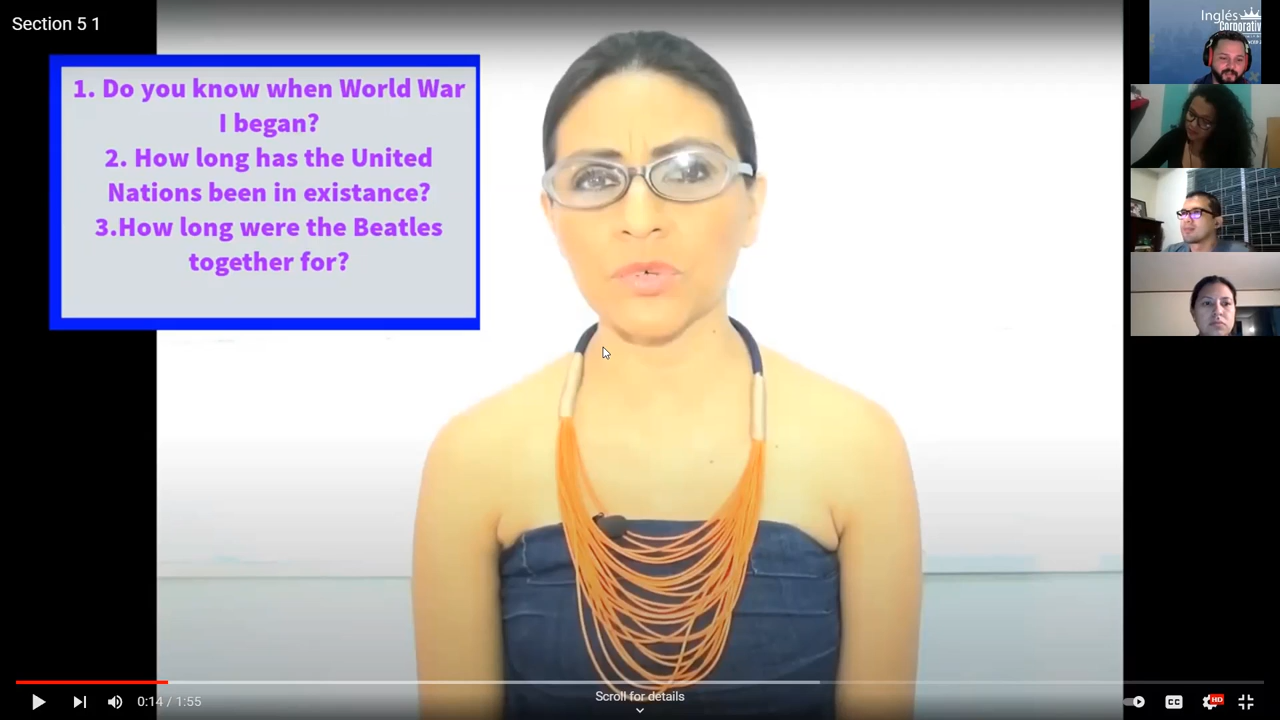 Section 5 1
1. Do you know when World War
I began?
2. How long has the United
Nations been in existance?
3.How long were the Beatles
together for?
Inglés
Corporativ
0:14 / 1:55
Scroll for details
CC
HD